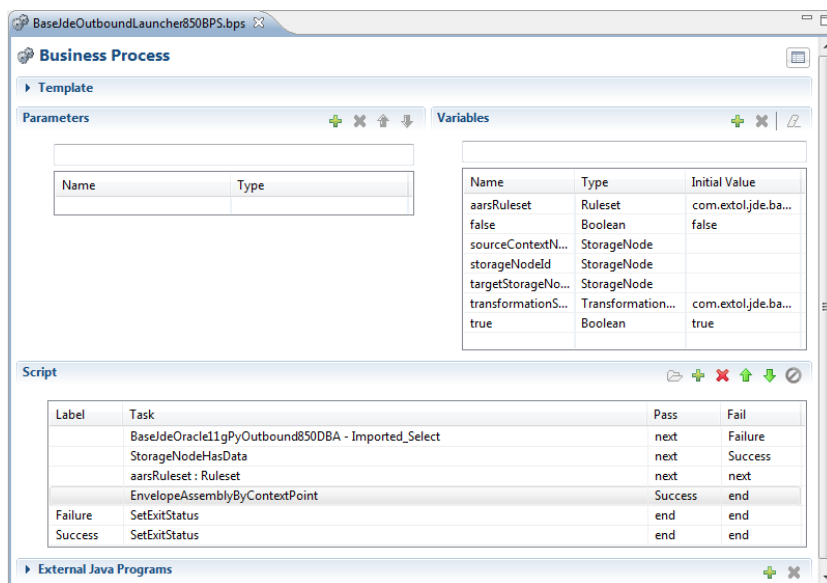 BaseJdeOutboundLauncher850BPS.bps
Business Process
Template
Parameters
Variables
Name Type
Name Type Initial Value
aarsRuleset Ruleset com.extol.jde.ba...
false Boolean false
sourceContextN... StorageNode
storageNodeId StorageNode
targetStorageNo... StorageNode
transformationS... Transformation... com.extol.jde.ba...
true Boolean true
Script
Label Task Pass Fail
BaseJdeOracle11gPyOutbound850DBA - Imported_Select next Failure
StorageNodeHasData next Success
aarsRuleset : Ruleset next next
EnvelopeAssemblyByContextPoint Success end
Failure SetExitStatus end end
Success SetExitStatus end end
External Java Programs